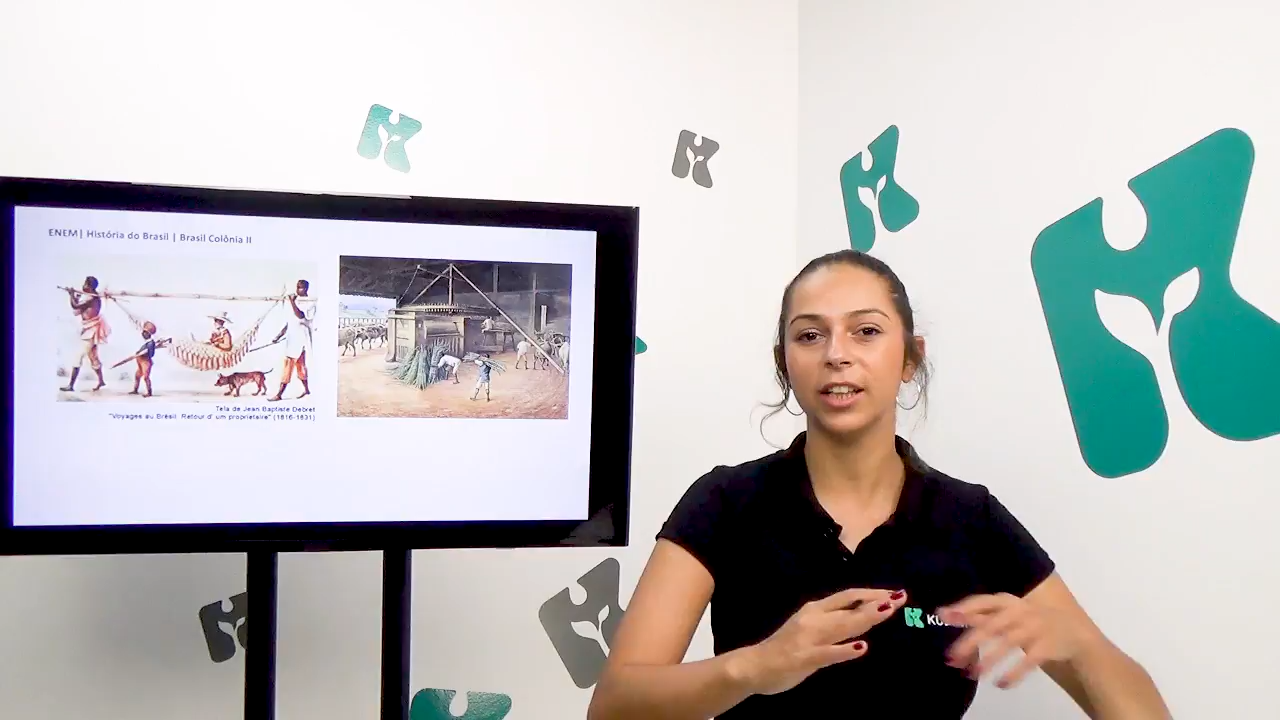 ENEM| História do Brasil | Brasil Colônia II
Tela de Jean Baptiste Debret
"Voyages au Brésil. Retour d' um proprietaire" (1816-1831)